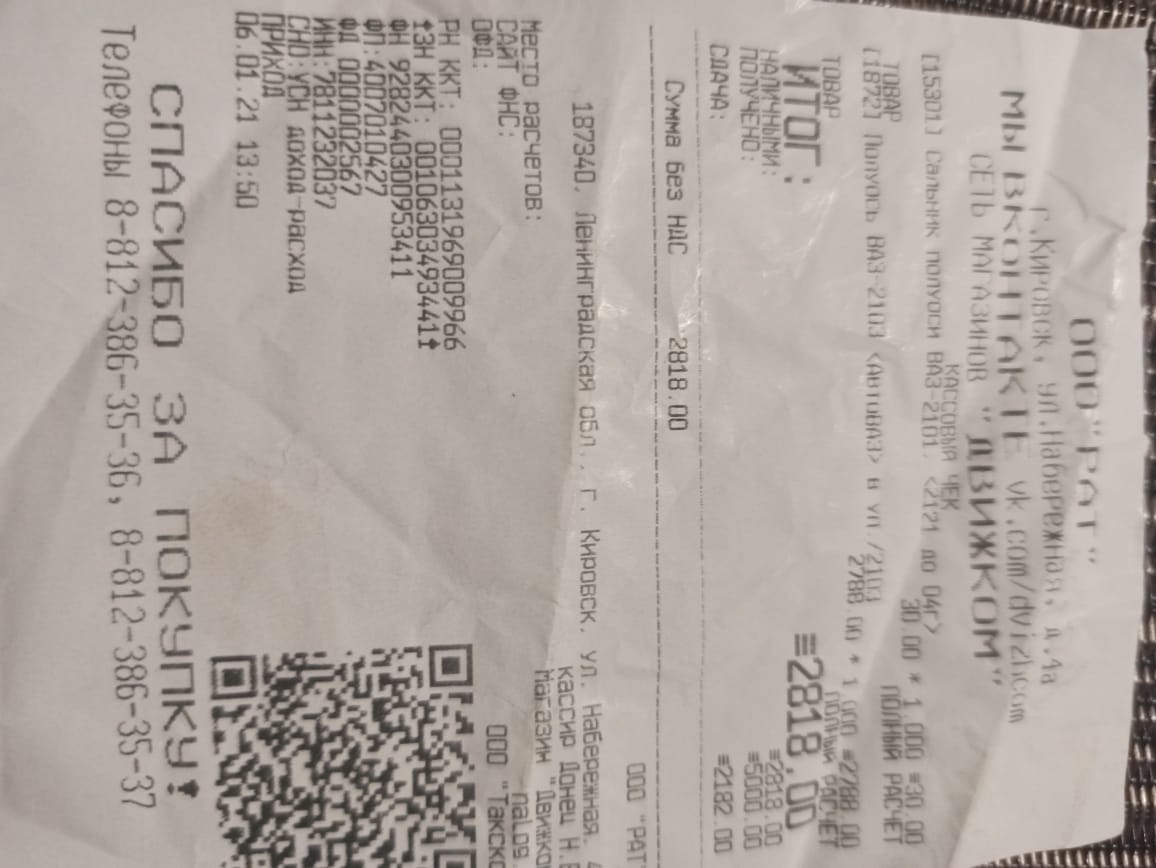 ООО "РАТ"
Г.Кировск, ул.Набережная, д.4а
МЫ ВКОНТАКТЕ vk.com/dvizhcom
СЕТЬ МАГАЗИНОВ "ДВИЖКОМ"
КАССОВЫЙ ЧЕК
[15301] Сальник полуоси ВАЗ-2101. <2121 до 04г>
30.00 * 1.000 ≡30.00
ТОВАР ПОЛНЫЙ РАСЧЕТ
[1872] Полуось ВАЗ-2103 <АвтоВАЗ> в уп./2103
2788.00 * 1.000 ≡2788.00
ТОВАР ПОЛНЫЙ РАСЧЕТ
ИТОГ: ≡2818.00
НАЛИЧНЫМИ: ≡2818.00
ПОЛУЧЕНО: ≡5000.00
СДАЧА: ≡2182.00
Сумма без НДС 2818.00
ООО "РАТ
187340, Ленинградская обл., г. Кировск, ул. Набережная,
Кассир Донец Н.
Место расчетов: Магазин "Движко
САЙТ ФНС: nalog.
ОФД: ООО "Такско
РН ККТ: 0001131969009966
ЗН ККТ: 00106303493441
ФН 9282440300953411
ФП:4007010427
ФД 0000002567
ИНН:7811232037
СНО:УСН доход-расход
ПРИХОД
06.01.21 13:50
СПАСИБО ЗА ПОКУПКУ!
Телефоны 8-812-386-35-36, 8-812-386-35-37